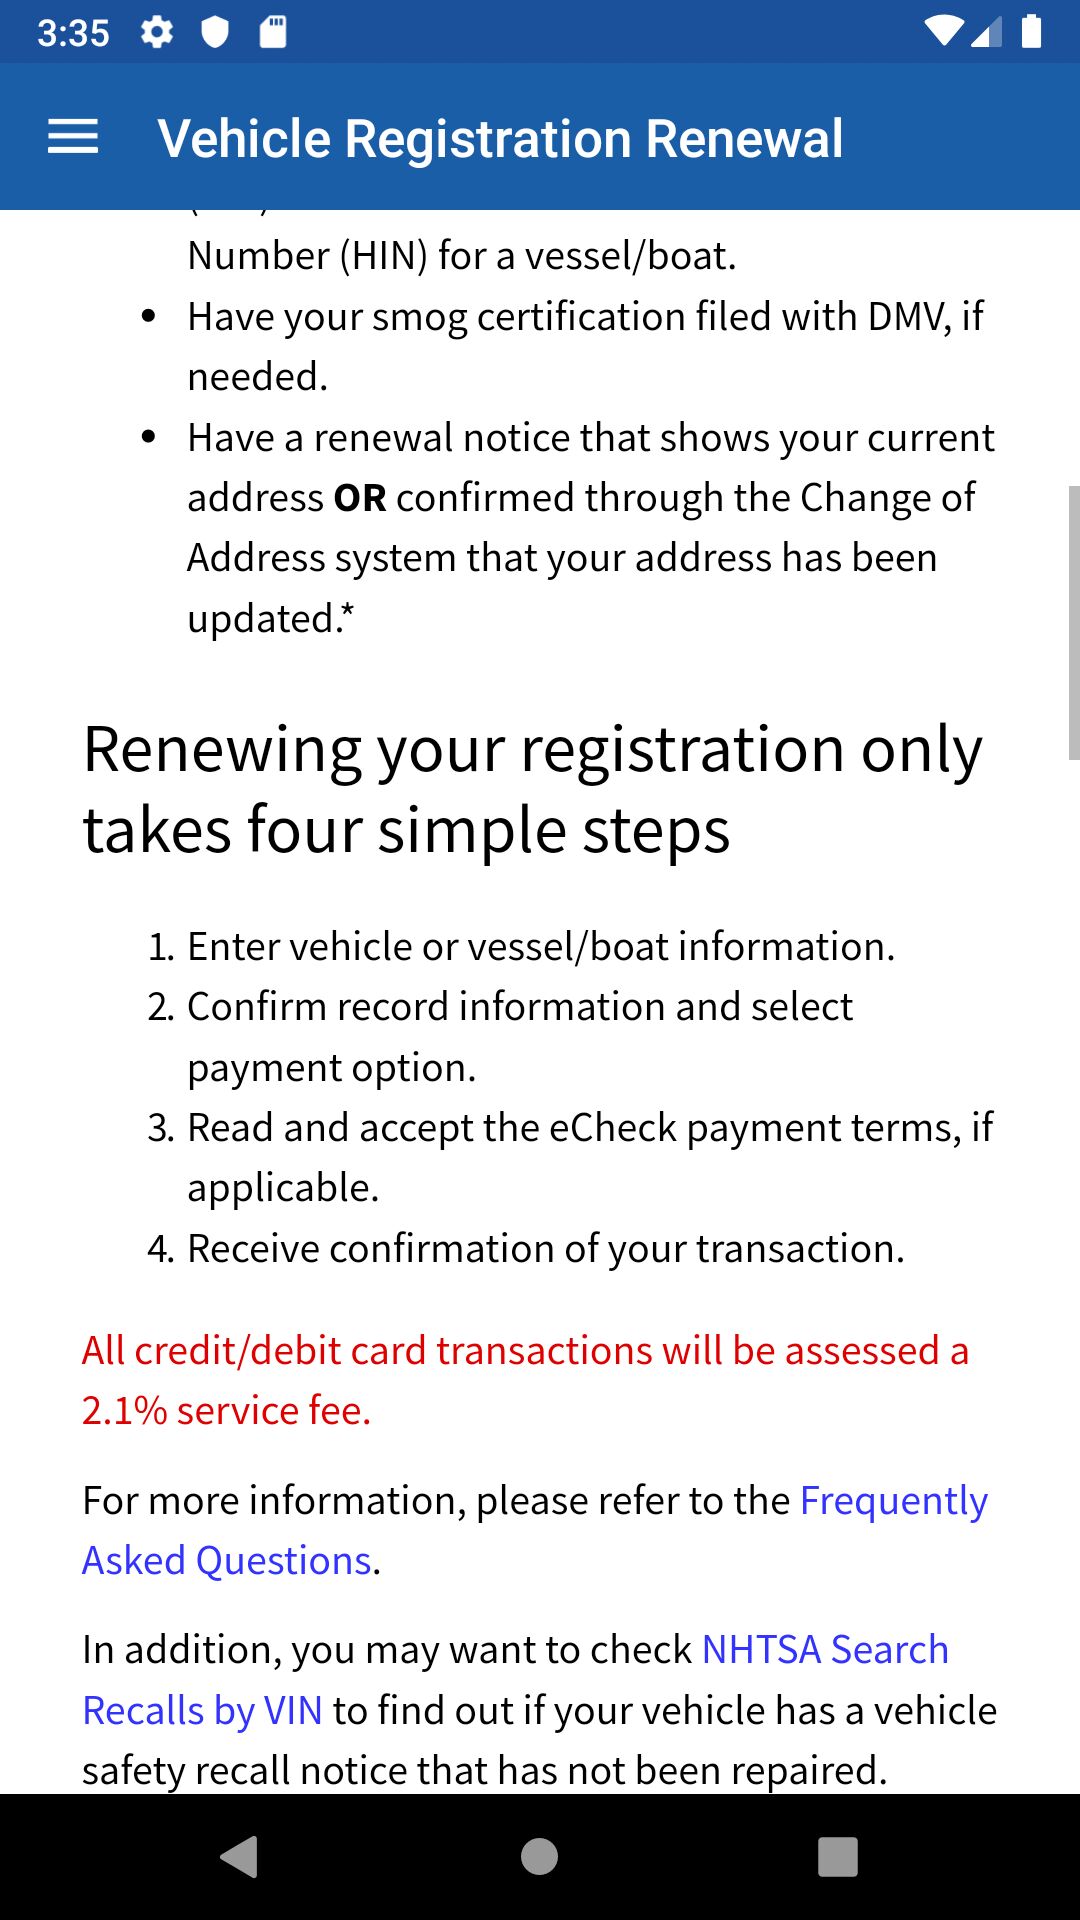 3:35
Vehicle Registration Renewal
Number (HIN) for a vessel/boat.
• Have your smog certification filed with DMV, if
needed.
• Have a renewal notice that shows your current
address OR confirmed through the Change of
Address system that your address has been
updated.*
Renewing your registration only
takes four simple steps
1. Enter vehicle or vessel/boat information.
2. Confirm record information and select
payment option.
3. Read and accept the eCheck payment terms, if
applicable.
4. Receive confirmation of your transaction.
All credit/debit card transactions will be assessed a
2.1% service fee.
For more information, please refer to the Frequently
Asked Questions.
In addition, you may want to check NHTSA Search
Recalls by VIN to find out if your vehicle has a vehicle
safety recall notice that has not been repaired.